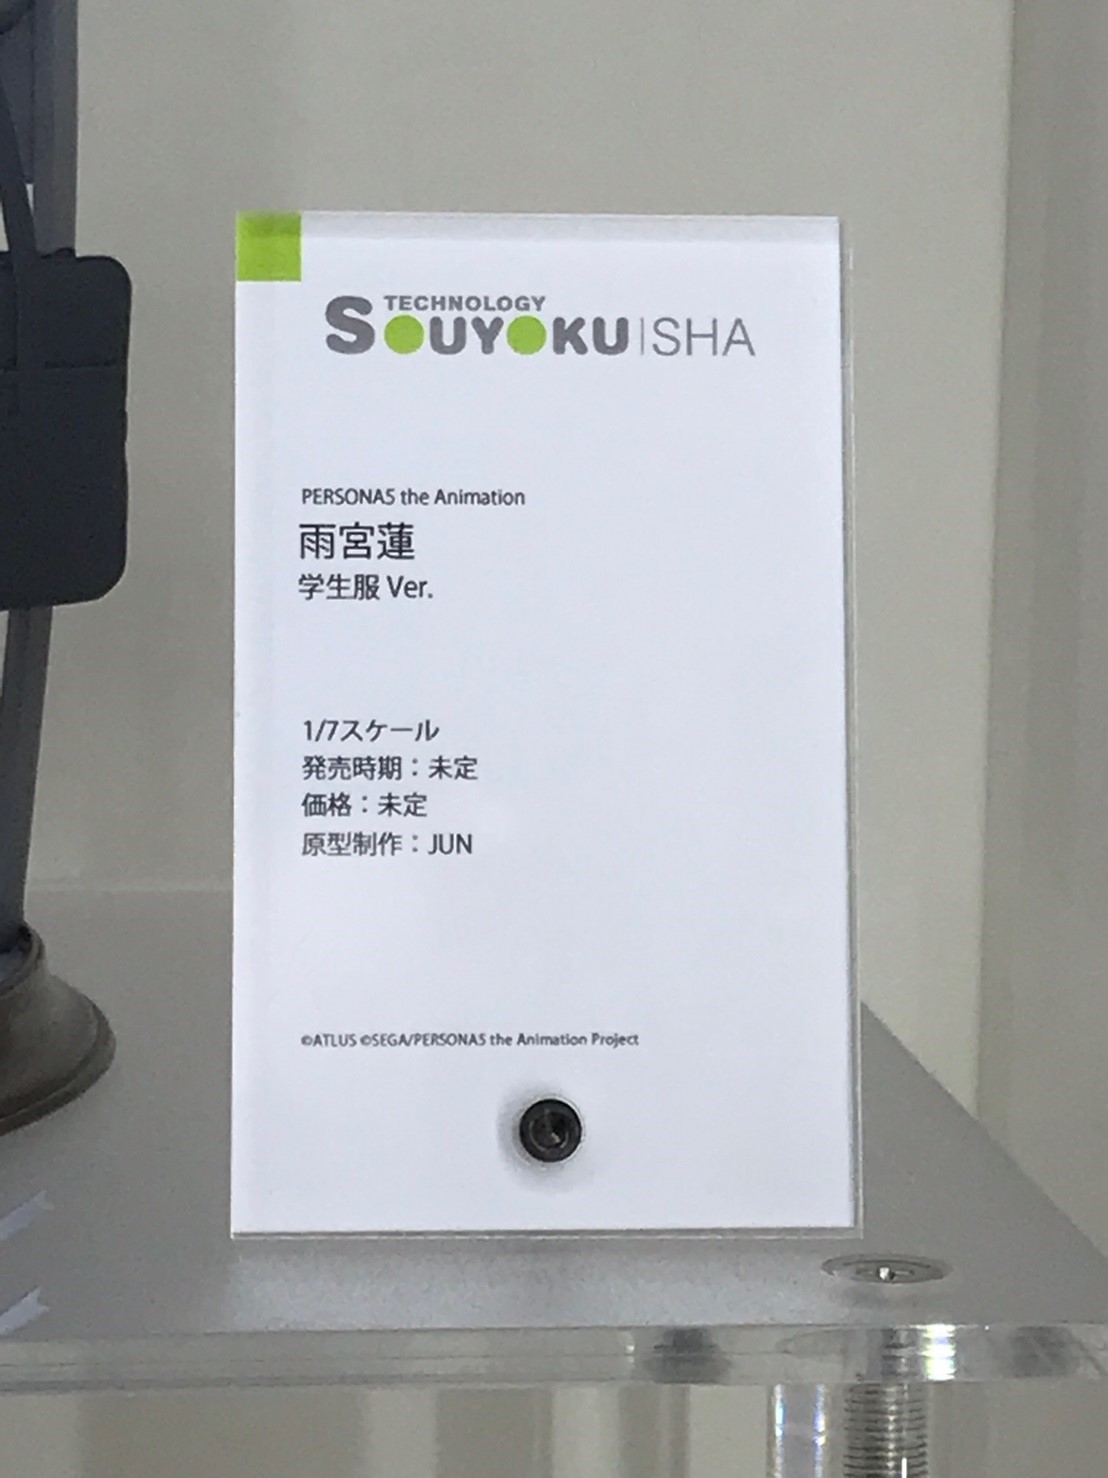 TECHNOLOGY
SOUYOKU|SHA
PERSONA5 the Animation
雨宮蓮
学生服 Ver.
1/7スケール
発売時期：未定
価格：未定
原型制作：JUN
©ATLUS ©SEGA/PERSONA5 the Animation Project